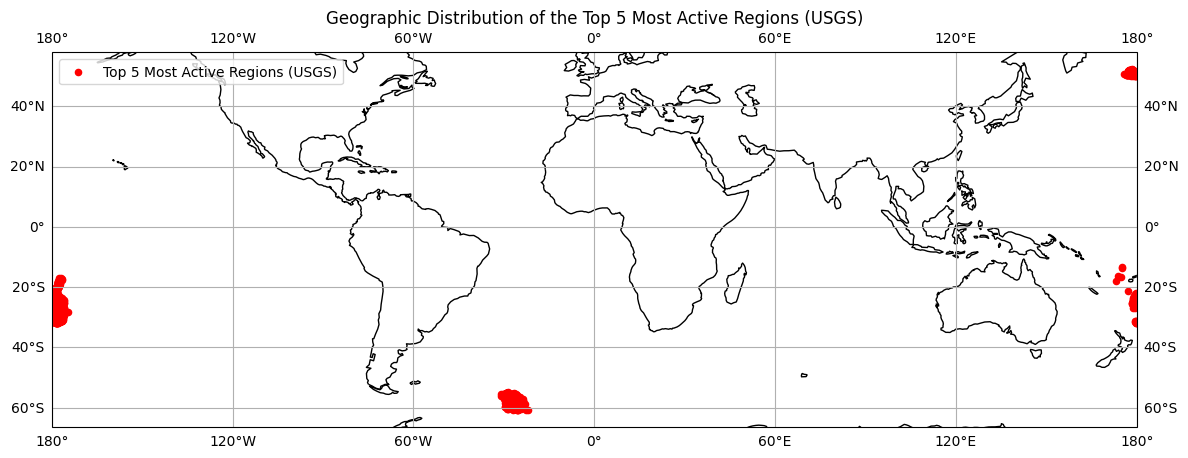 Geographic Distribution of the Top 5 Most Active Regions (USGS)
180° 120°W 60°W 0° 60°E 120°E 180°
Top 5 Most Active Regions (USGS)
40°N 40°N
20°N 20°N
0° 0°
20°S 20°S
40°S 40°S
60°S 60°S
180° 120°W 60°W 0° 60°E 120°E 180°